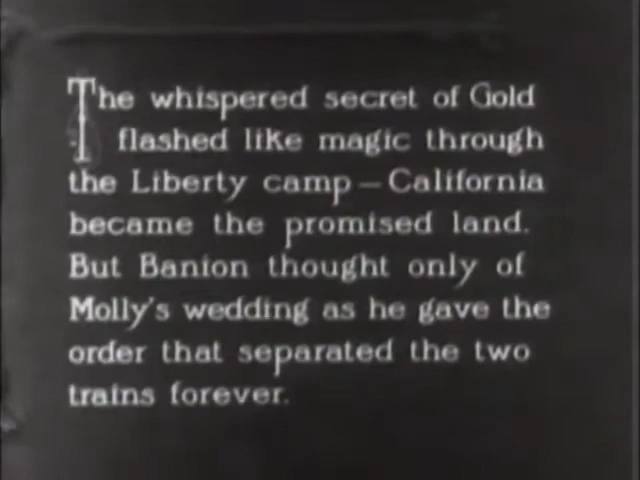 The whispered secret of Gold
flashed like magic through
the Liberty camp — California
became the promised land.
But Banion thought only of
Molly's wedding as he gave the
order that separated the two
trains forever.